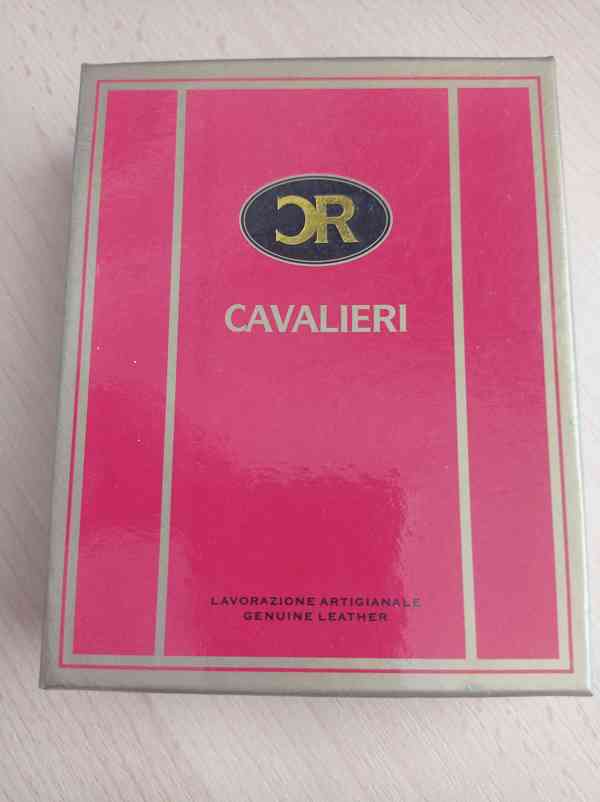 CR
CAVALIERI
LAVORAZIONE ARTIGIANALE
GENUINE LEATHER